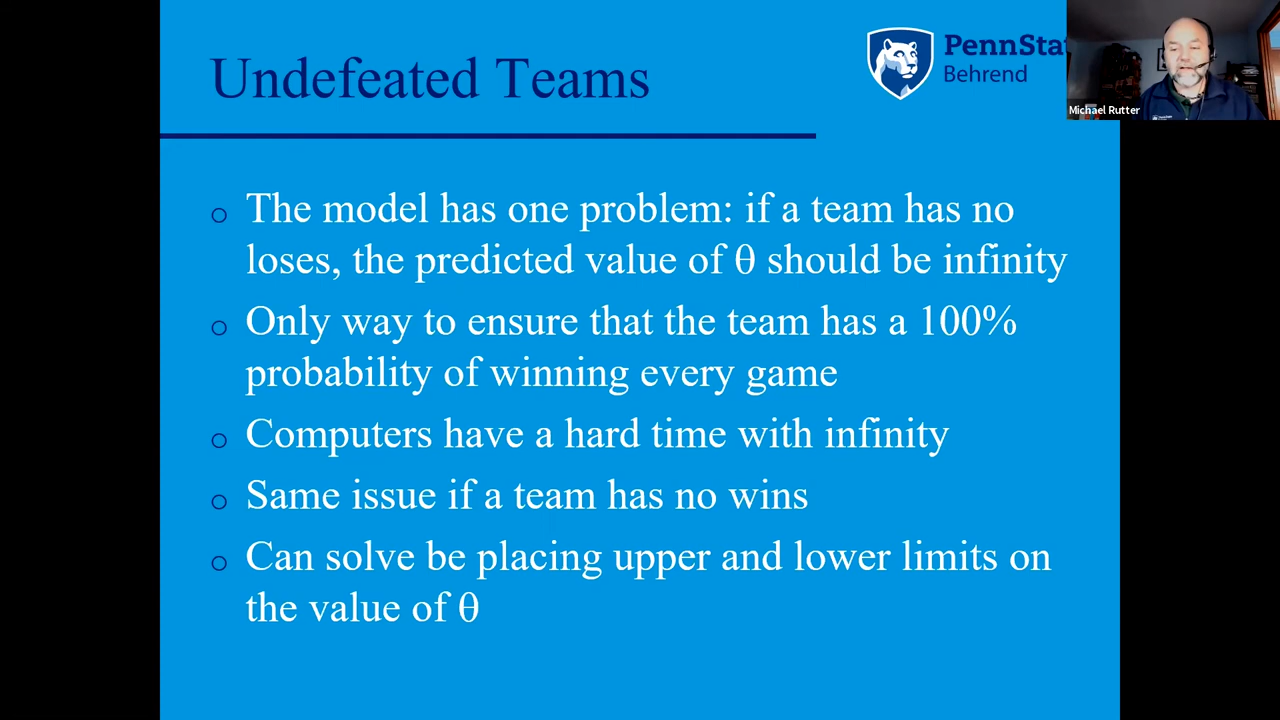 Undefeated Teams
PennSta
Behrend
Michael Rutter
The model has one problem: if a team has no
loses, the predicted value of θ should be infinity
Only way to ensure that the team has a 100%
probability of winning every game
Computers have a hard time with infinity
Same issue if a team has no wins
Can solve be placing upper and lower limits on
the value of θ